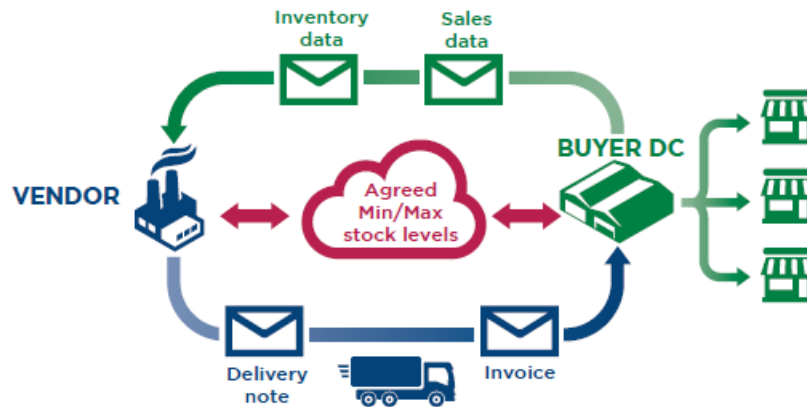 Inventory
data
Sales
data
BUYER DC
VENDOR
Agreed
Min/Max
stock levels
Delivery
note
Invoice